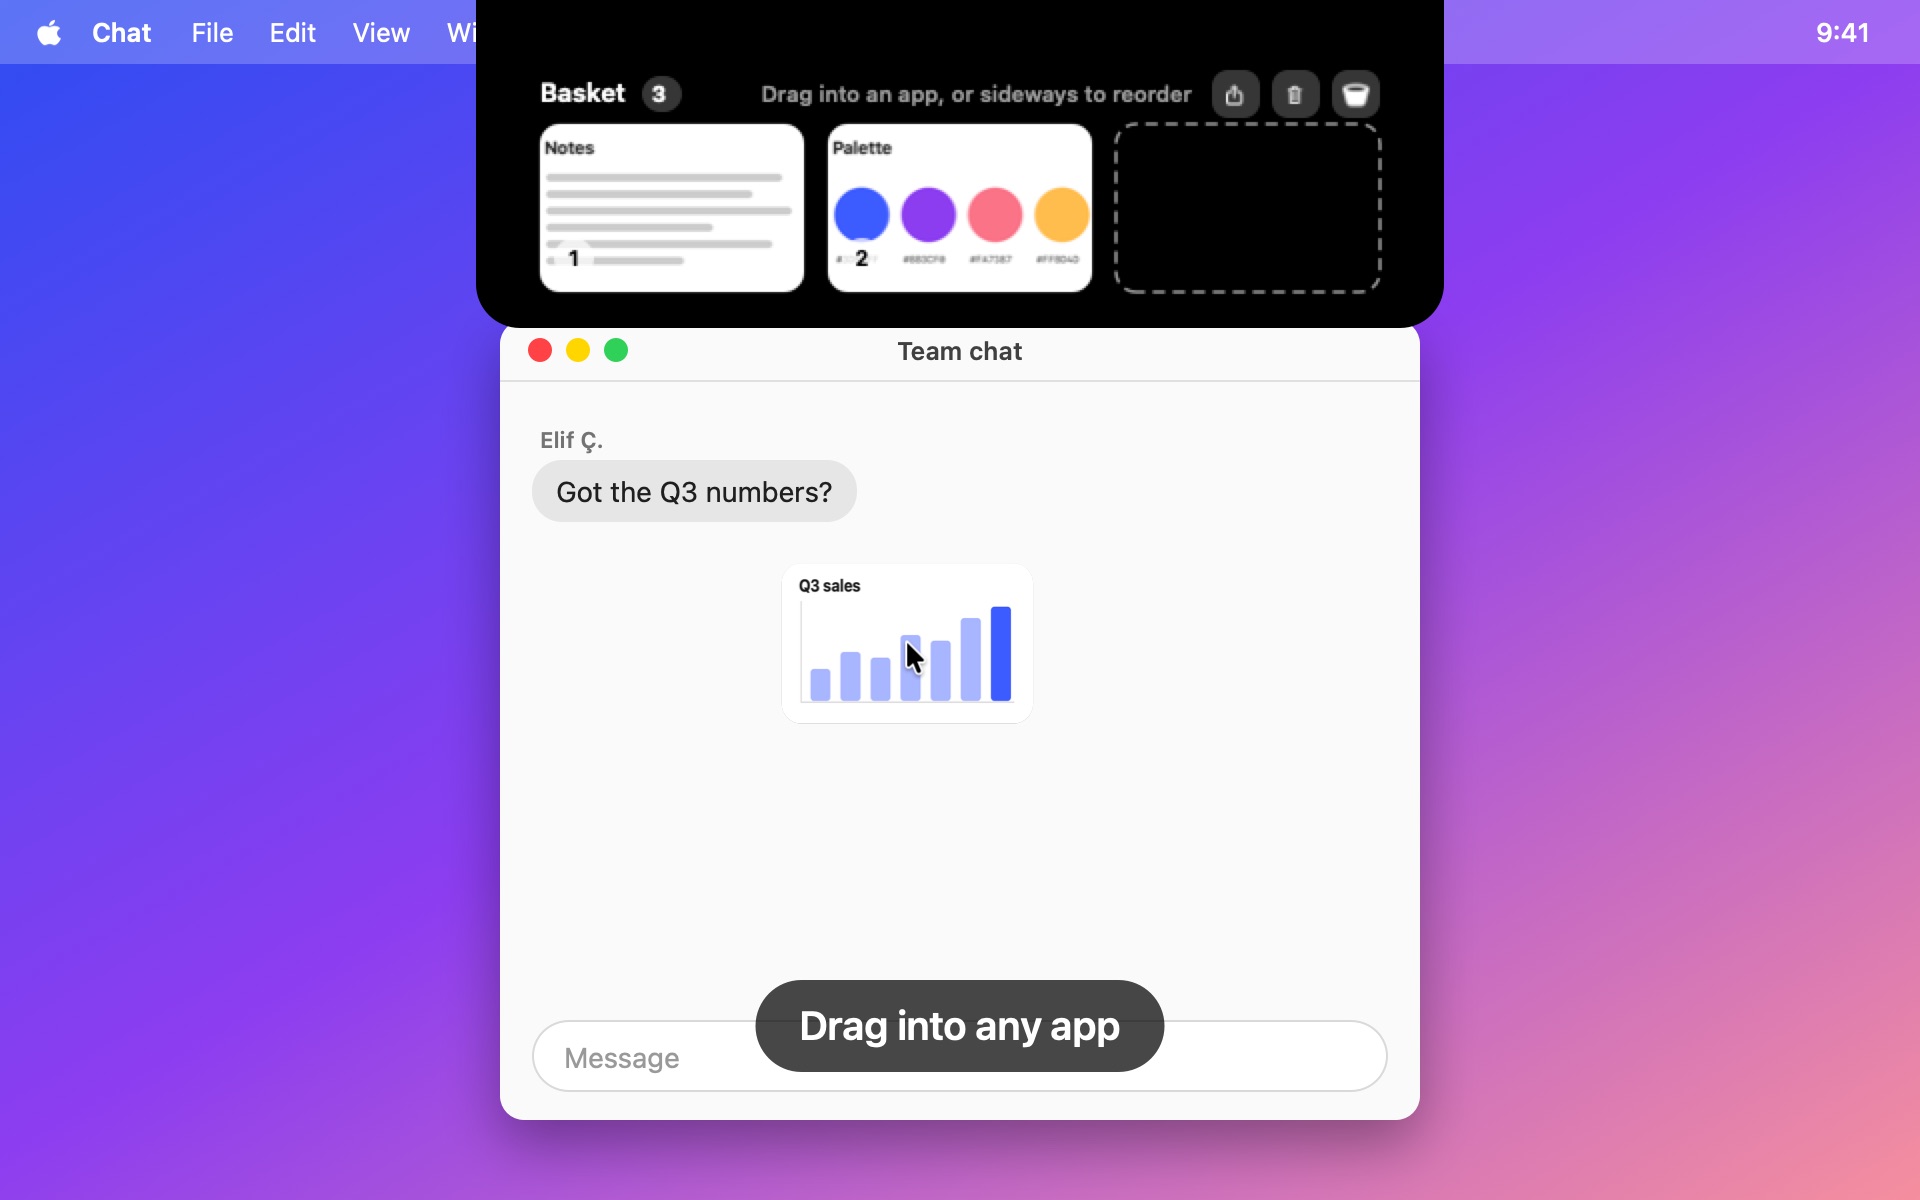 Chat File Edit View
9:41
Basket 3 Drag into an app, or sideways to reorder
Notes
Palette
1
2
Team chat
Elif Ç.
Got the Q3 numbers?
Q3 sales
Message
Drag into any app